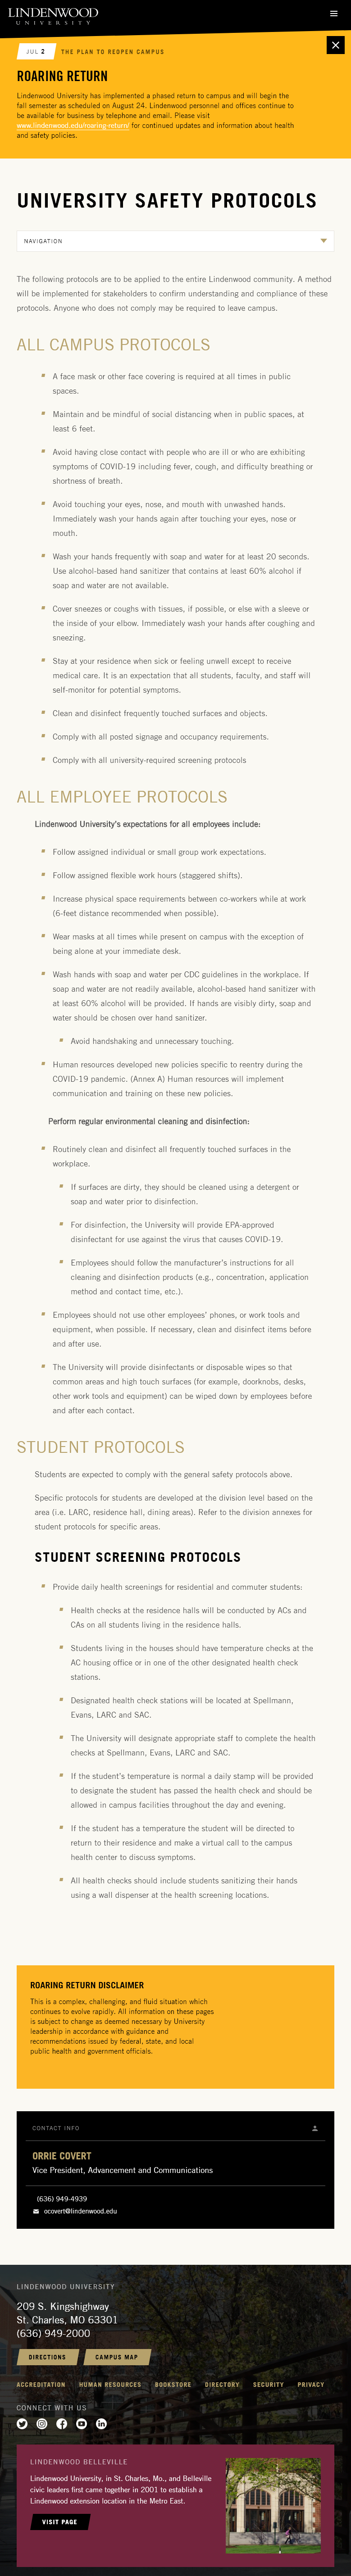 LINDENWOOD
UNIVERSITY
JUL 2
THE PLAN TO REOPEN CAMPUS
ROARING RETURN
Lindenwood University has implemented a phased return to campus and will begin the
fall semester as scheduled on August 24. Lindenwood personnel and offices continue to
be available for business by telephone and email. Please visit
www.lindenwood.edu/roaring-return/ for continued updates and information about health
and safety policies.
UNIVERSITY SAFETY PROTOCOLS
NAVIGATION
The following protocols are to be applied to the entire Lindenwood community. A method
will be implemented for stakeholders to confirm understanding and compliance of these
protocols. Anyone who does not comply may be required to leave campus.
ALL CAMPUS PROTOCOLS
A face mask or other face covering is required at all times in public
spaces.
Maintain and be mindful of social distancing when in public spaces, at
least 6 feet.
Avoid having close contact with people who are ill or who are exhibiting
symptoms of COVID-19 including fever, cough, and difficulty breathing or
shortness of breath.
Avoid touching your eyes, nose, and mouth with unwashed hands.
Immediately wash your hands again after touching your eyes, nose or
mouth.
Wash your hands frequently with soap and water for at least 20 seconds.
Use alcohol-based hand sanitizer that contains at least 60% alcohol if
soap and water are not available.
Cover sneezes or coughs with tissues, if possible, or else with a sleeve or
the inside of your elbow. Immediately wash your hands after coughing and
sneezing.
Stay at your residence when sick or feeling unwell except to receive
medical care. It is an expectation that all students, faculty, and staff will
self-monitor for potential symptoms.
Clean and disinfect frequently touched surfaces and objects.
Comply with all posted signage and occupancy requirements.
Comply with all university-required screening protocols
ALL EMPLOYEE PROTOCOLS
Lindenwood University's expectations for all employees include:
Follow assigned individual or small group work expectations.
Follow assigned flexible work hours (staggered shifts).
Increase physical space requirements between co-workers while at work
(6-feet distance recommended when possible).
Wear masks at all times while present on campus with the exception of
being alone at your immediate desk.
Wash hands with soap and water per CDC guidelines in the workplace. If
soap and water are not readily available, alcohol-based hand sanitizer with
at least 60% alcohol will be provided. If hands are visibly dirty, soap and
water should be chosen over hand sanitizer.
Avoid handshaking and unnecessary touching.
Human resources developed new policies specific to reentry during the
COVID-19 pandemic. (Annex A) Human resources will implement
communication and training on these new policies.
Perform regular environmental cleaning and disinfection:
Routinely clean and disinfect all frequently touched surfaces in the
workplace.
If surfaces are dirty, they should be cleaned using a detergent or
soap and water prior to disinfection.
For disinfection, the University will provide EPA-approved
disinfectant for use against the virus that causes COVID-19.
Employees should follow the manufacturer's instructions for all
cleaning and disinfection products (e.g., concentration, application
method and contact time, etc.).
Employees should not use other employees' phones, or work tools and
equipment, when possible. If necessary, clean and disinfect items before
and after use.
The University will provide disinfectants or disposable wipes so that
common areas and high touch surfaces (for example, doorknobs, desks,
other work tools and equipment) can be wiped down by employees before
and after each contact.
STUDENT PROTOCOLS
Students are expected to comply with the general safety protocols above.
Specific protocols for students are developed at the division level based on the
area (i.e. LARC, residence hall, dining areas). Refer to the division annexes for
student protocols for specific areas.
STUDENT SCREENING PROTOCOLS
Provide daily health screenings for residential and commuter students:
Health checks at the residence halls will be conducted by ACs and
CAs on all students living in the residence halls.
Students living in the houses should have temperature checks at the
AC housing office or in one of the other designated health check
stations.
Designated health check stations will be located at Spellmann,
Evans, LARC and SAC.
The University will designate appropriate staff to complete the health
checks at Spellmann, Evans, LARC and SAC.
If the student's temperature is normal a daily stamp will be provided
to designate the student has passed the health check and should be
allowed in campus facilities throughout the day and evening.
If the student has a temperature the student will be directed to
return to their residence and make a virtual call to the campus
health center to discuss symptoms.
All health checks should include students sanitizing their hands
using a wall dispenser at the health screening locations.
ROARING RETURN DISCLAIMER
This is a complex, challenging, and fluid situation which
continues to evolve rapidly. All information on these pages
is subject to change as deemed necessary by University
leadership in accordance with guidance and
recommendations issued by federal, state, and local
public health and government officials.
CONTACT INFO
ORRIE COVERT
Vice President, Advancement and Communications
(636) 949-4939
ocovert@lindenwood.edu
LINDENWOOD UNIVERSITY
209 S. Kingshighway
St. Charles, MO 63301
(636) 949-2000
DIRECTIONS CAMPUS MAP
ACCREDITATION HUMAN RESOURCES BOOKSTORE DIRECTORY SECURITY PRIVACY
CONNECT WITH US
LINDENWOOD BELLEVILLE
Lindenwood University, in St. Charles, Mo., and Belleville
civic leaders first came together in 2001 to establish a
Lindenwood extension location in the Metro East.
VISIT PAGE